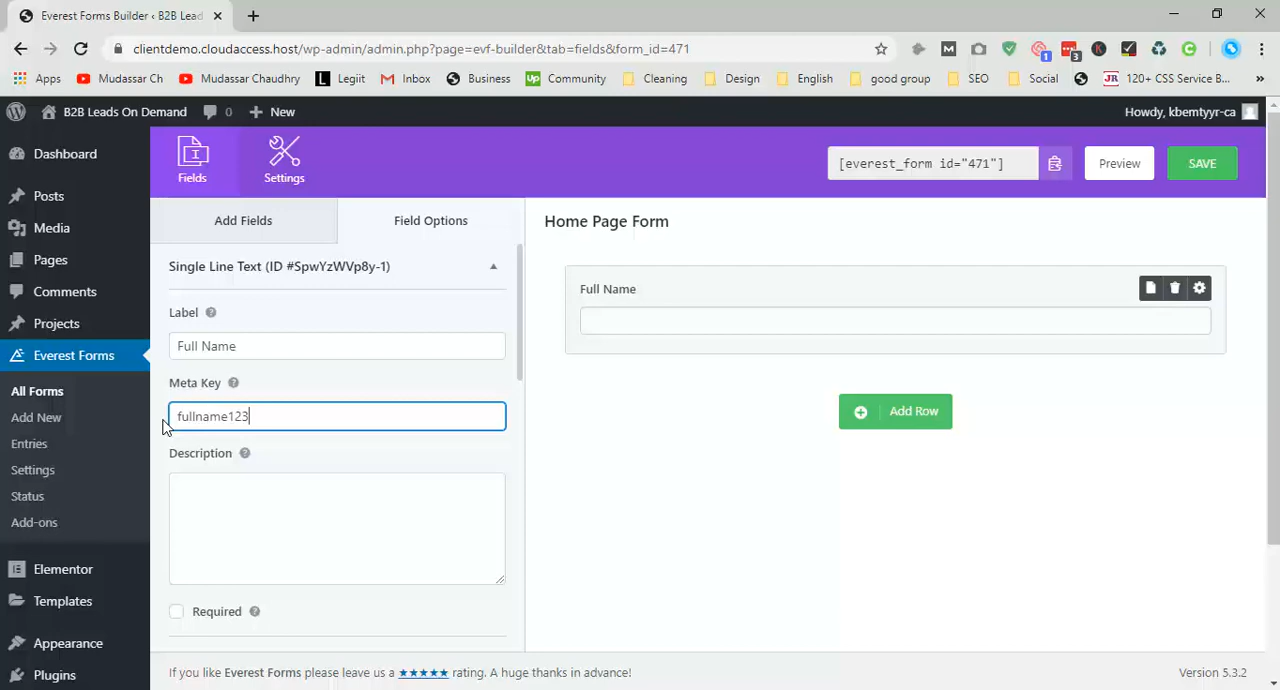 Everest Forms Builder ‹ B2B Lead
clientdemo.cloudaccess.host/wp-admin/admin.php?page=evf-builder&tab=fields&form_id=471
M 1 3 K C
Apps Mudassar Ch Mudassar Chaudhry L Legiit Inbox Business Up Community Cleaning Design English good group SEO Social JR 120+ CSS Service B... »
B2B Leads On Demand 0 + New Howdy, kbemtyyr-ca
Dashboard
Posts
Media
Pages
Comments
Projects
Everest Forms
All Forms
Add New
Entries
Settings
Status
Add-ons
Elementor
Templates
Appearance
Plugins
Fields
Settings
[everest_form id="471"]
Preview
SAVE
Add Fields
Field Options
Single Line Text (ID #SpwYzWVp8y-1)
Label ?
Full Name
Meta Key ?
fullname123
Description ?
Required ?
Home Page Form
Full Name
Add Row
If you like Everest Forms please leave us a ★★★★★ rating. A huge thanks in advance!
Version 5.3.2